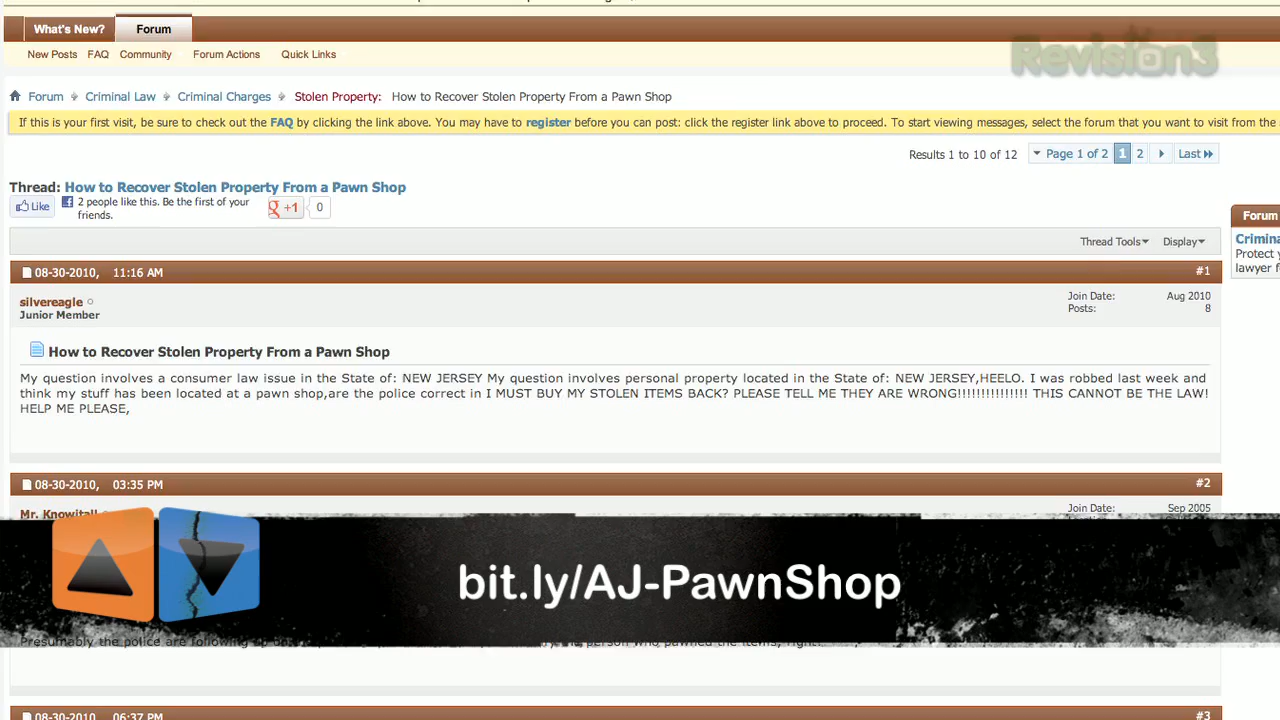 What's New?
Forum
Revision3
New Posts FAQ Community Forum Actions Quick Links
Forum Criminal Law Criminal Charges Stolen Property: How to Recover Stolen Property From a Pawn Shop
If this is your first visit, be sure to check out the FAQ by clicking the link above. You may have to register before you can post: click the register link above to proceed. To start viewing messages, select the forum that you want to visit from the
Results 1 to 10 of 12
Page 1 of 2 1 2 Last
Thread: How to Recover Stolen Property From a Pawn Shop
Like
2 people like this. Be the first of your
friends.
+1
0
Forum
Thread Tools Display
Protect
lawyer
08-30-2010, 11:16 AM
#1
silvereagle
Junior Member
Join Date: Aug 2010
Posts: 8
How to Recover Stolen Property From a Pawn Shop
My question involves a consumer law issue in the State of: NEW JERSEY My question involves personal property located in the State of: NEW JERSEY,HEELO. I was robbed last week and
think my stuff has been located at a pawn shop,are the police correct in I MUST BUY MY STOLEN ITEMS BACK? PLEASE TELL ME THEY ARE WRONG!!!!!!!!!!!!!!! THIS CANNOT BE THE LAW!
HELP ME PLEASE,
08-30-2010, 03:35 PM
#2
Mr. Knowitall
Join Date: Sep 2005
bit.ly/AJ-PawnShop
Presumably the police are following up
person who pawned the items, right?
08-30-2010, 06:37 PM
#3